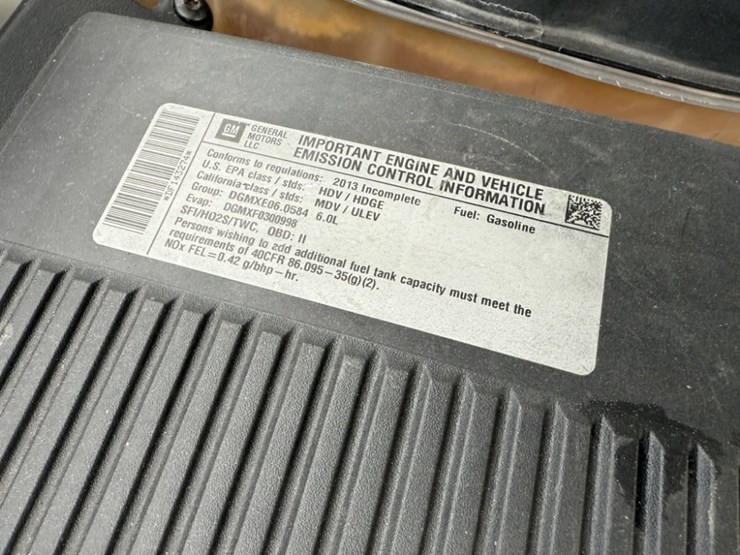 GM
GENERAL
MOTORS
LLC
IMPORTANT ENGINE AND VEHICLE
EMISSION CONTROL INFORMATION
Conforms to regulations: 2013 Incomplete
Fuel: Gasoline
U.S. EPA class / stds: HDV / HDGE
California class / stds: MDV / ULEV
Group: DGMXE06.0584 6.0L
Evap: DGMXF0300998
SFI/HO2S/TWC, OBD: II
Persons wishing to add additional fuel tank capacity must meet the
requirements of 40CFR 86.095-35(g)(2).
NOx FEL=0.42 g/bhp-hr.